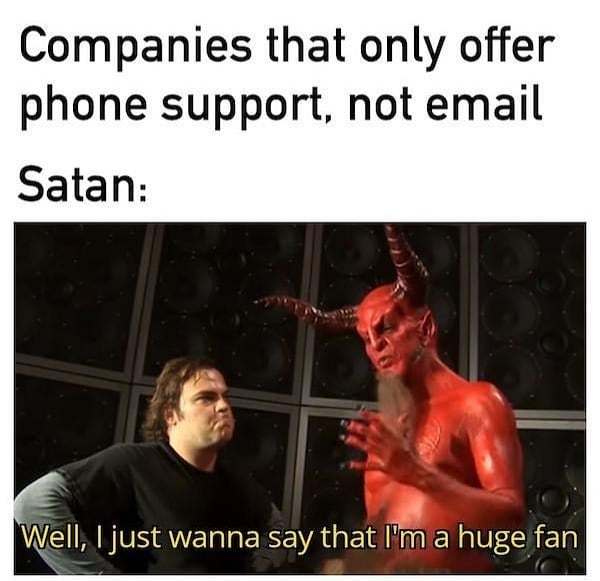 Companies that only offer
phone support, not email
Satan:
Well, I just wanna say that I'm a huge fan